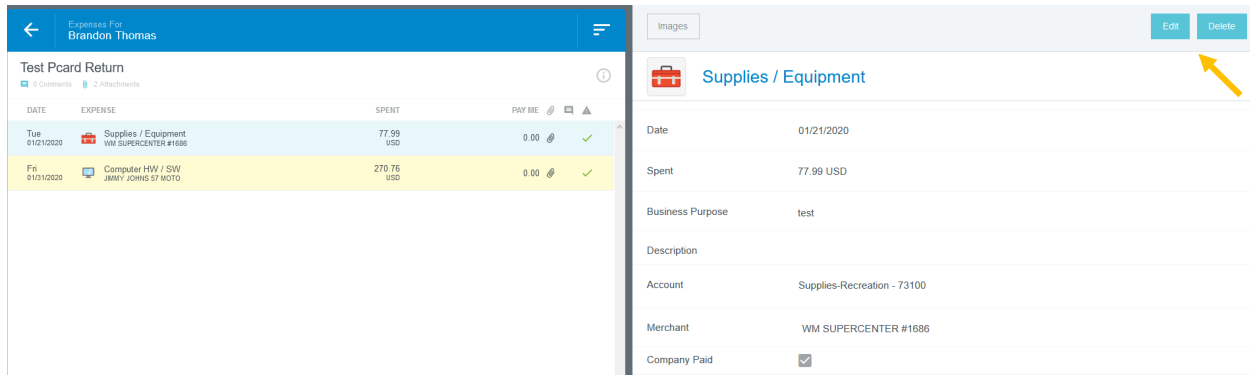 Expenses For
Brandon Thomas
Test Pcard Return
0 Comments 2 Attachments
DATE EXPENSE SPENT PAY ME
Tue Supplies / Equipment 77.99 0.00
01/21/2020 WM SUPERCENTER #1686 USD
Fri Computer HW / SW 270.76 0.00
01/31/2020 JIMMY JOHNS 57 MOTO USD
Images Edit Delete
Supplies / Equipment
Date 01/21/2020
Spent 77.99 USD
Business Purpose test
Description
Account Supplies-Recreation - 73100
Merchant WM SUPERCENTER #1686
Company Paid